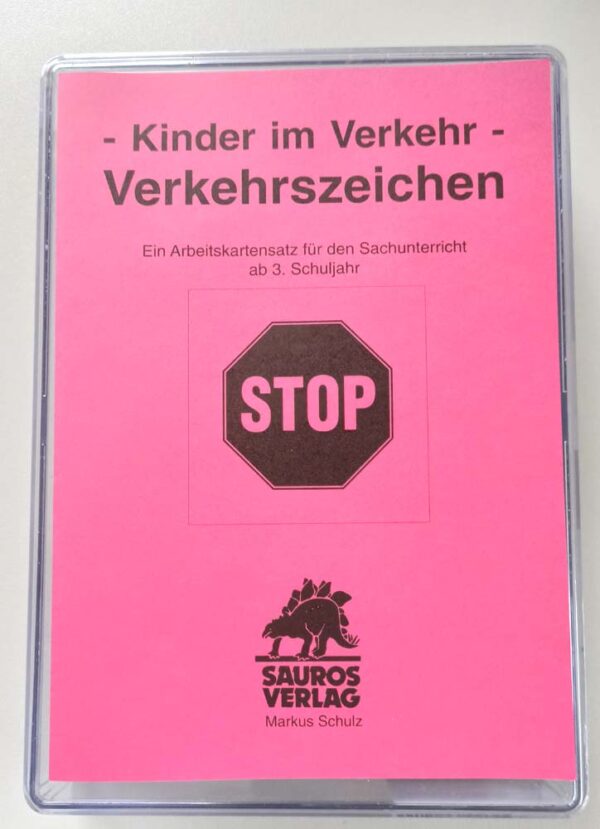 - Kinder im Verkehr -
Verkehrszeichen
Ein Arbeitskartensatz für den Sachunterricht
ab 3. Schuljahr
STOP
SAUROS
VERLAG
Markus Schulz